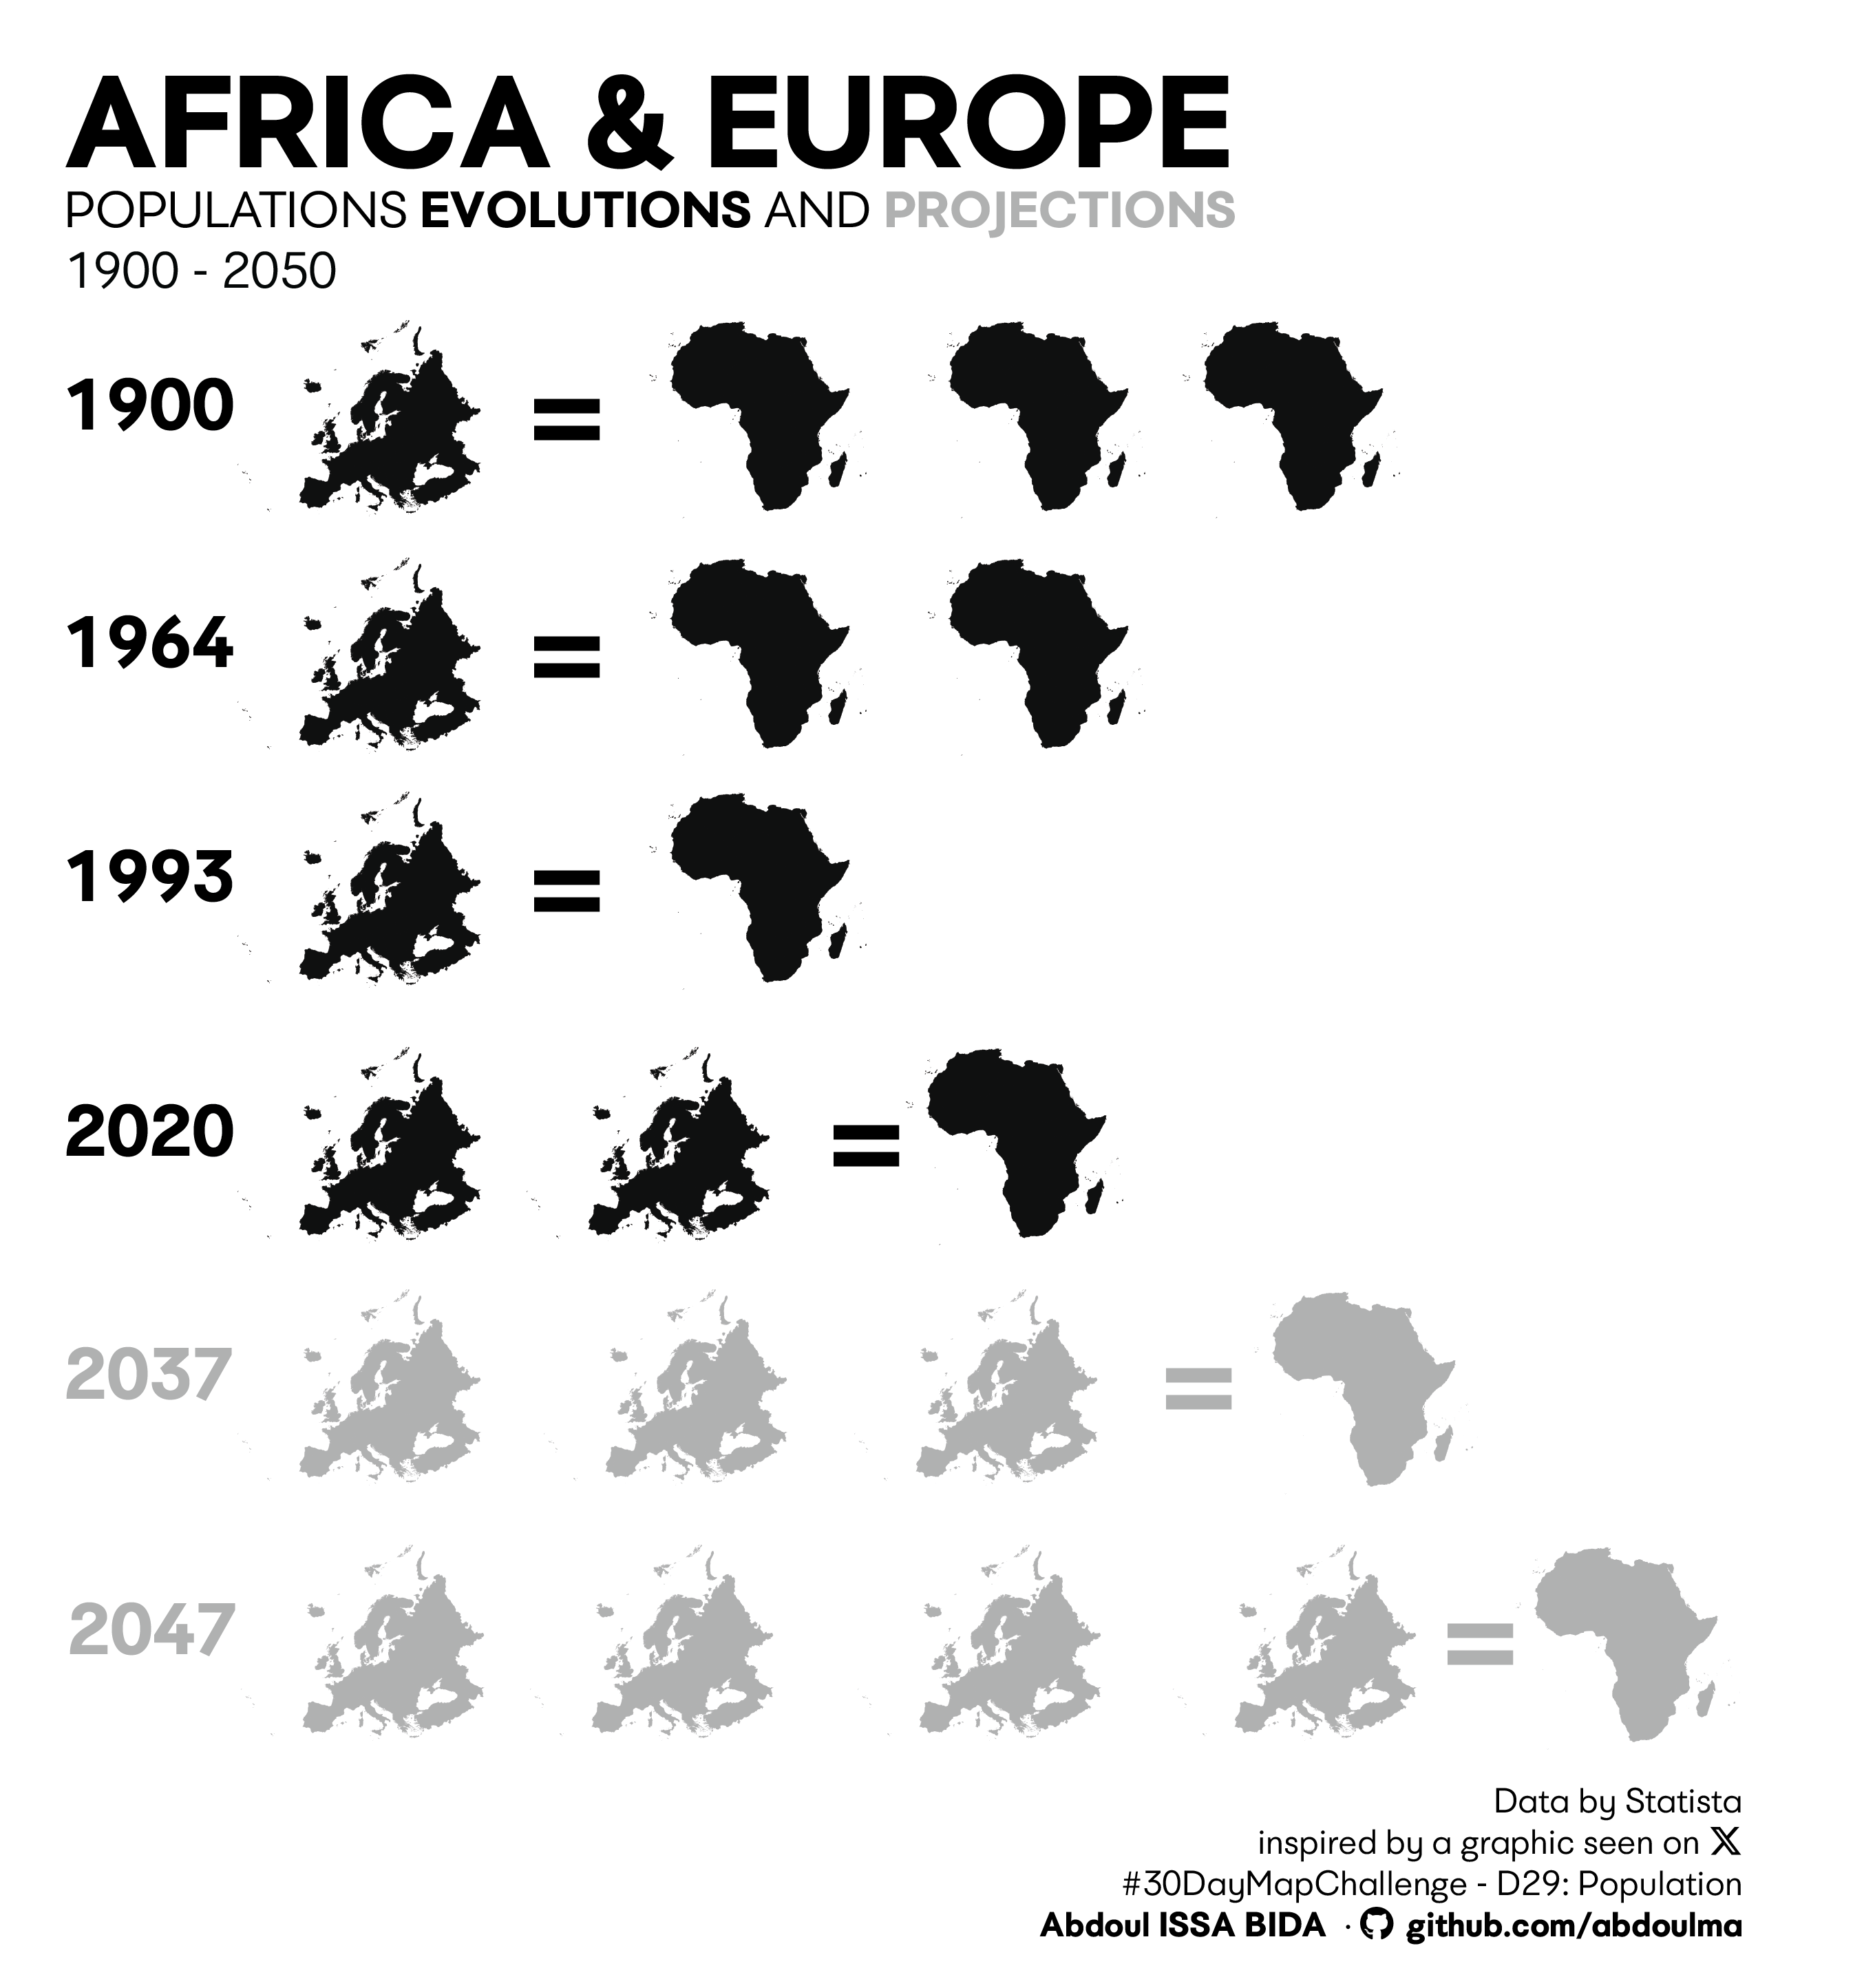 AFRICA & EUROPE
POPULATIONS EVOLUTIONS AND PROJECTIONS
1900 - 2050
1900 =
1964 =
1993 =
2020 =
2037 =
2047 =
Data by Statista
inspired by a graphic seen on 𝕏
#30DayMapChallenge - D29: Population
Abdoul ISSA BIDA · github.com/abdoulma